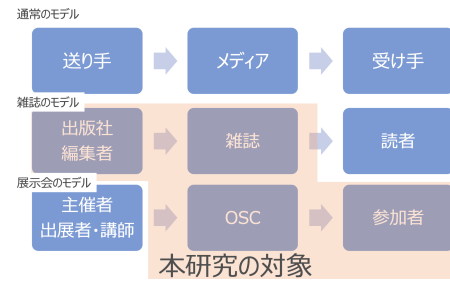 通常のモデル
送り手
メディア
受け手
雑誌のモデル
出版社
編集者
雑誌
読者
展示会のモデル
主催者
出展者・講師
OSC
参加者
本研究の対象